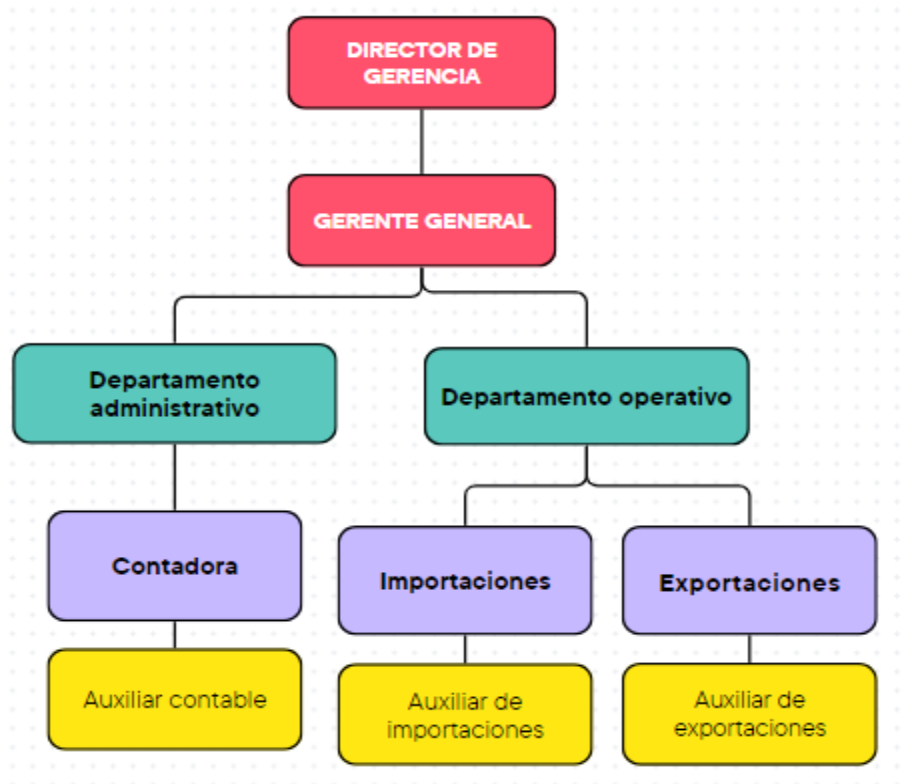 DIRECTOR DE
GERENCIA
GERENTE GENERAL
Departamento
administrativo
Departamento operativo
Contadora
Importaciones
Exportaciones
Auxiliar contable
Auxiliar de
importaciones
Auxiliar de
exportaciones